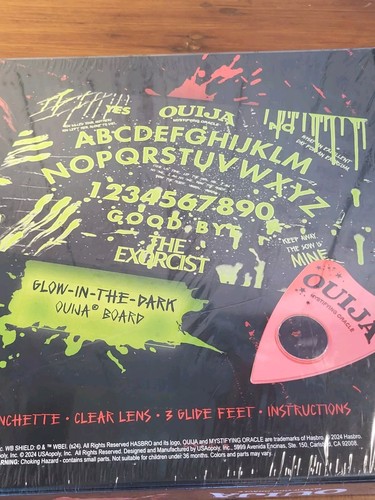 YES
OUIJA
MYSTIFYING ORACLE
ABCDEFGHIJKLM
NOPQRSTUVWXYZ
1234567890
GOOD BYE
THE
EXORCIST
KEEP AWAY.
THE SOW IS
MINE
GLOW-IN-THE-DARK
OUIJA® BOARD
OUIJA
MYSTIFYING ORACLE
NCHETTE • CLEAR LENS • 3 GLIDE FEET • INSTRUCTIONS
c. WB SHIELD: © & ™ WBEI. (s24). All Rights Reserved HASBRO and its logo, OUIJA and MYSTIFYING ORACLE are trademarks of Hasbro. © 2024 Hasbro.
oly, Inc. © 2024 USAopoly, Inc. All Rights Reserved. Designed and Manufactured by USAopoly, Inc., 5999 Avenida Encinas, Ste. 150, Carlsbad, CA 92008.
WARNING: Choking Hazard - contains small parts. Not suitable for children under 36 months. Colors and parts may vary.